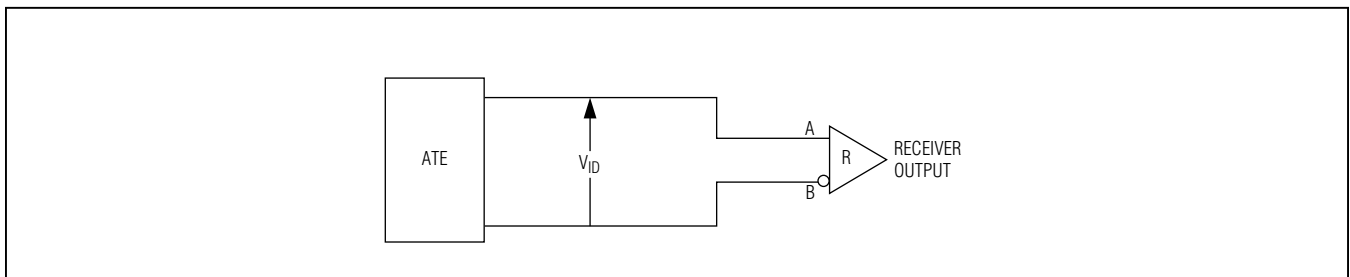 ATE
V_ID
A
B
R
RECEIVER
OUTPUT